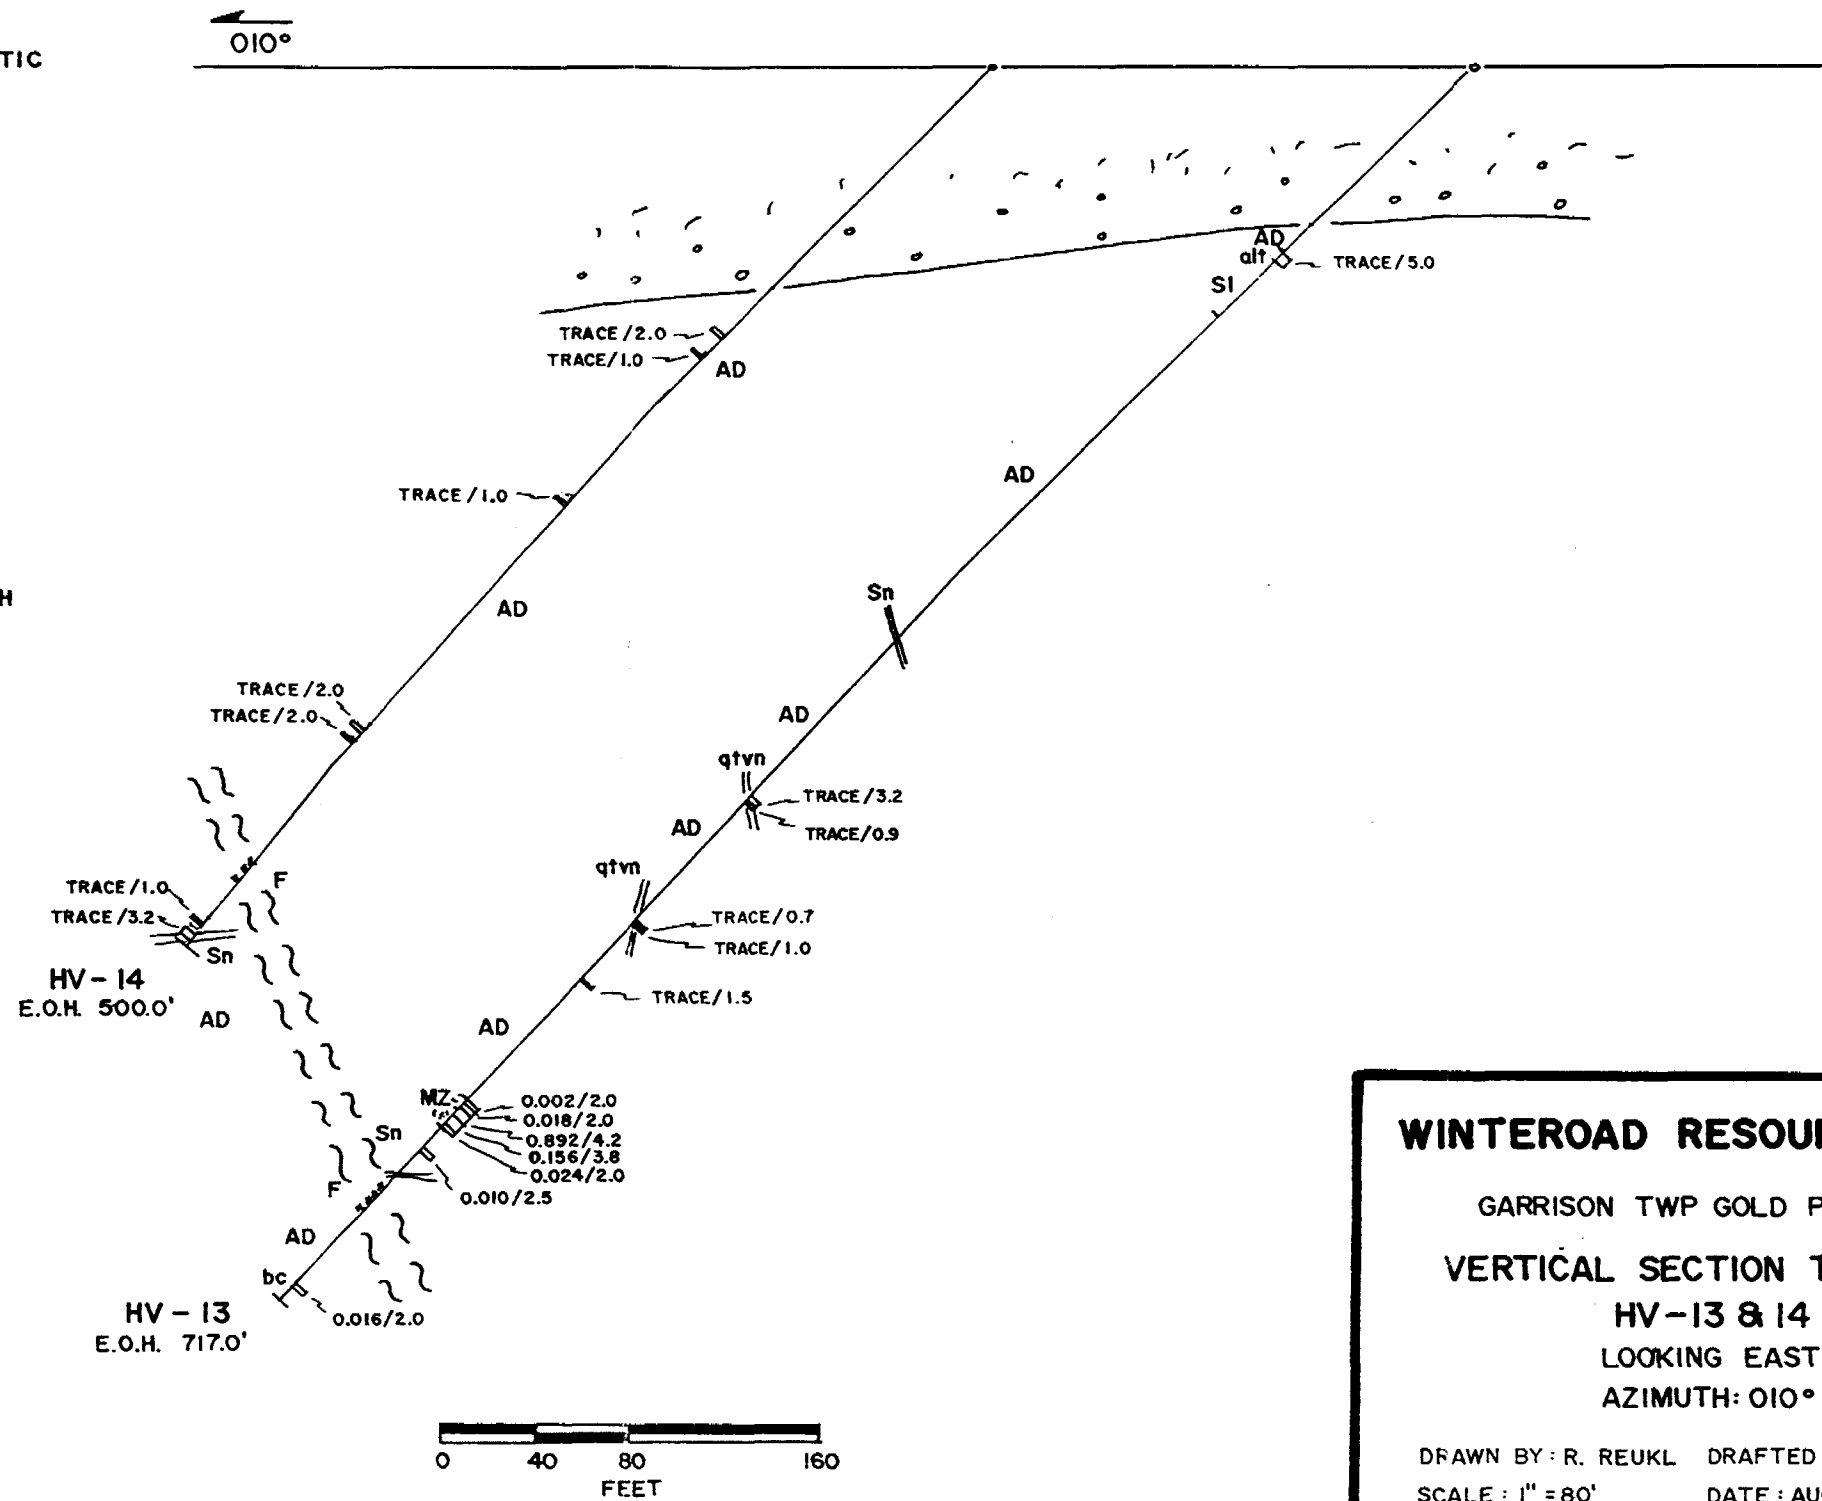 010°
TIC
AD
alt
TRACE/5.0
S1
TRACE/2.0
TRACE/1.0
AD
AD
TRACE/1.0
Sn
H
AD
TRACE/2.0
TRACE/2.0
AD
qtvn
TRACE/3.2
TRACE/0.9
AD
qtvn
F
TRACE/1.0
TRACE/3.2
TRACE/0.7
TRACE/1.0
Sn
HV-14
E.O.H. 500.0'
AD
TRACE/1.5
AD
MZ
0.002/2.0
0.018/2.0
0.892/4.2
0.156/3.8
0.024/2.0
Sn
0.010/2.5
F
AD
bc
HV-13
E.O.H. 717.0'
0.016/2.0
0 40 80 160
FEET
WINTEROAD RESOU
GARRISON TWP GOLD P
VERTICAL SECTION T
HV-13 & 14
LOOKING EAST
AZIMUTH: 010°
DRAWN BY: R. REUKL DRAFTED
SCALE: 1" = 80' DATE: AU